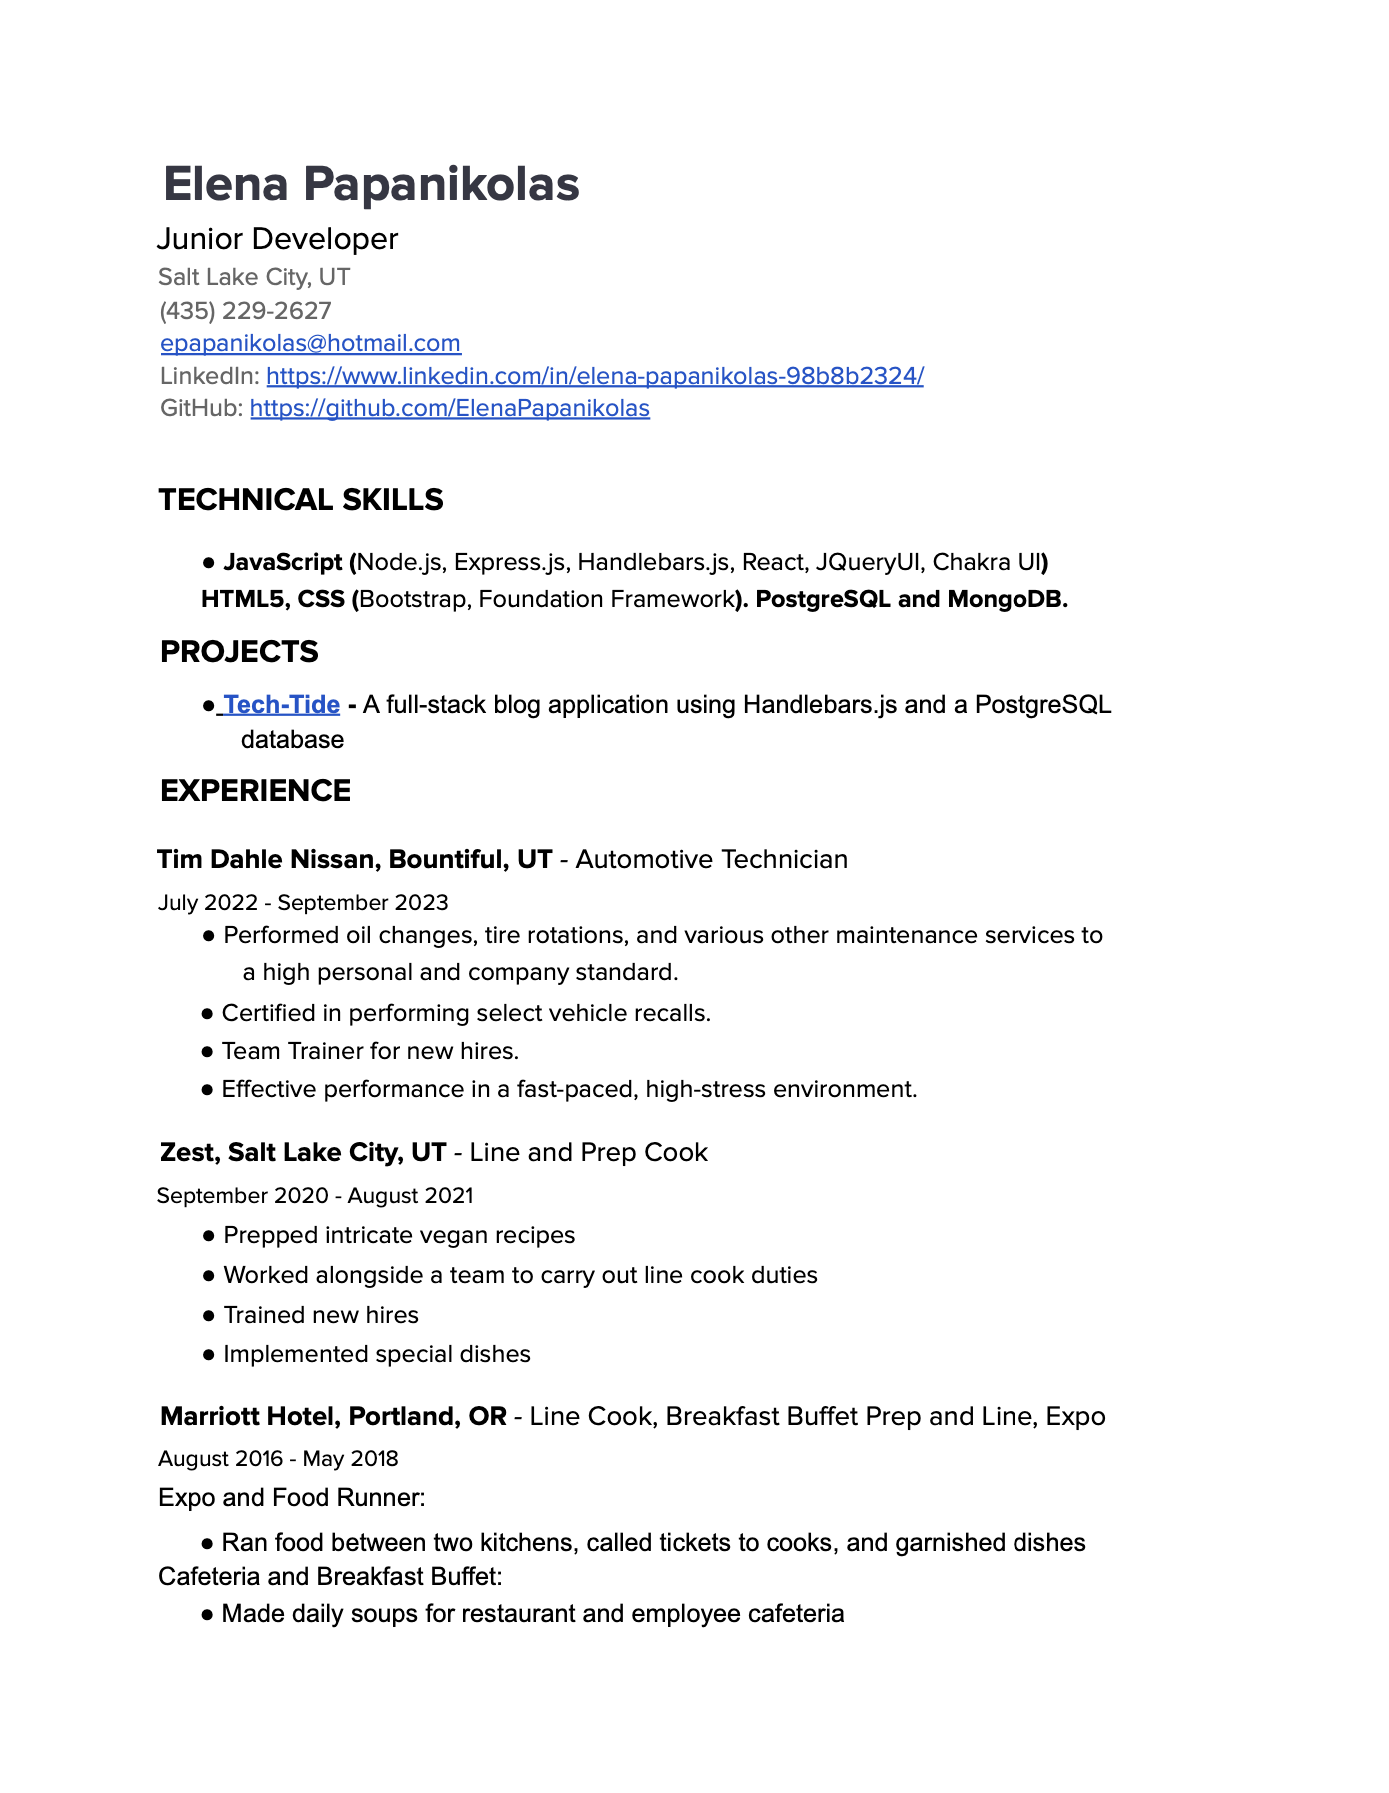 Elena Papanikolas
Junior Developer
Salt Lake City, UT
(435) 229-2627
epapanikolas@hotmail.com
LinkedIn: https://www.linkedin.com/in/elena-papanikolas-98b8b2324/
GitHub: https://github.com/ElenaPapanikolas
TECHNICAL SKILLS
● JavaScript (Node.js, Express.js, Handlebars.js, React, JQueryUI, Chakra UI)
HTML5, CSS (Bootstrap, Foundation Framework). PostgreSQL and MongoDB.
PROJECTS
● Tech-Tide - A full-stack blog application using Handlebars.js and a PostgreSQL
database
EXPERIENCE
Tim Dahle Nissan, Bountiful, UT - Automotive Technician
July 2022 - September 2023
● Performed oil changes, tire rotations, and various other maintenance services to
a high personal and company standard.
● Certified in performing select vehicle recalls.
● Team Trainer for new hires.
● Effective performance in a fast-paced, high-stress environment.
Zest, Salt Lake City, UT - Line and Prep Cook
September 2020 - August 2021
● Prepped intricate vegan recipes
● Worked alongside a team to carry out line cook duties
● Trained new hires
● Implemented special dishes
Marriott Hotel, Portland, OR - Line Cook, Breakfast Buffet Prep and Line, Expo
August 2016 - May 2018
Expo and Food Runner:
● Ran food between two kitchens, called tickets to cooks, and garnished dishes
Cafeteria and Breakfast Buffet:
● Made daily soups for restaurant and employee cafeteria